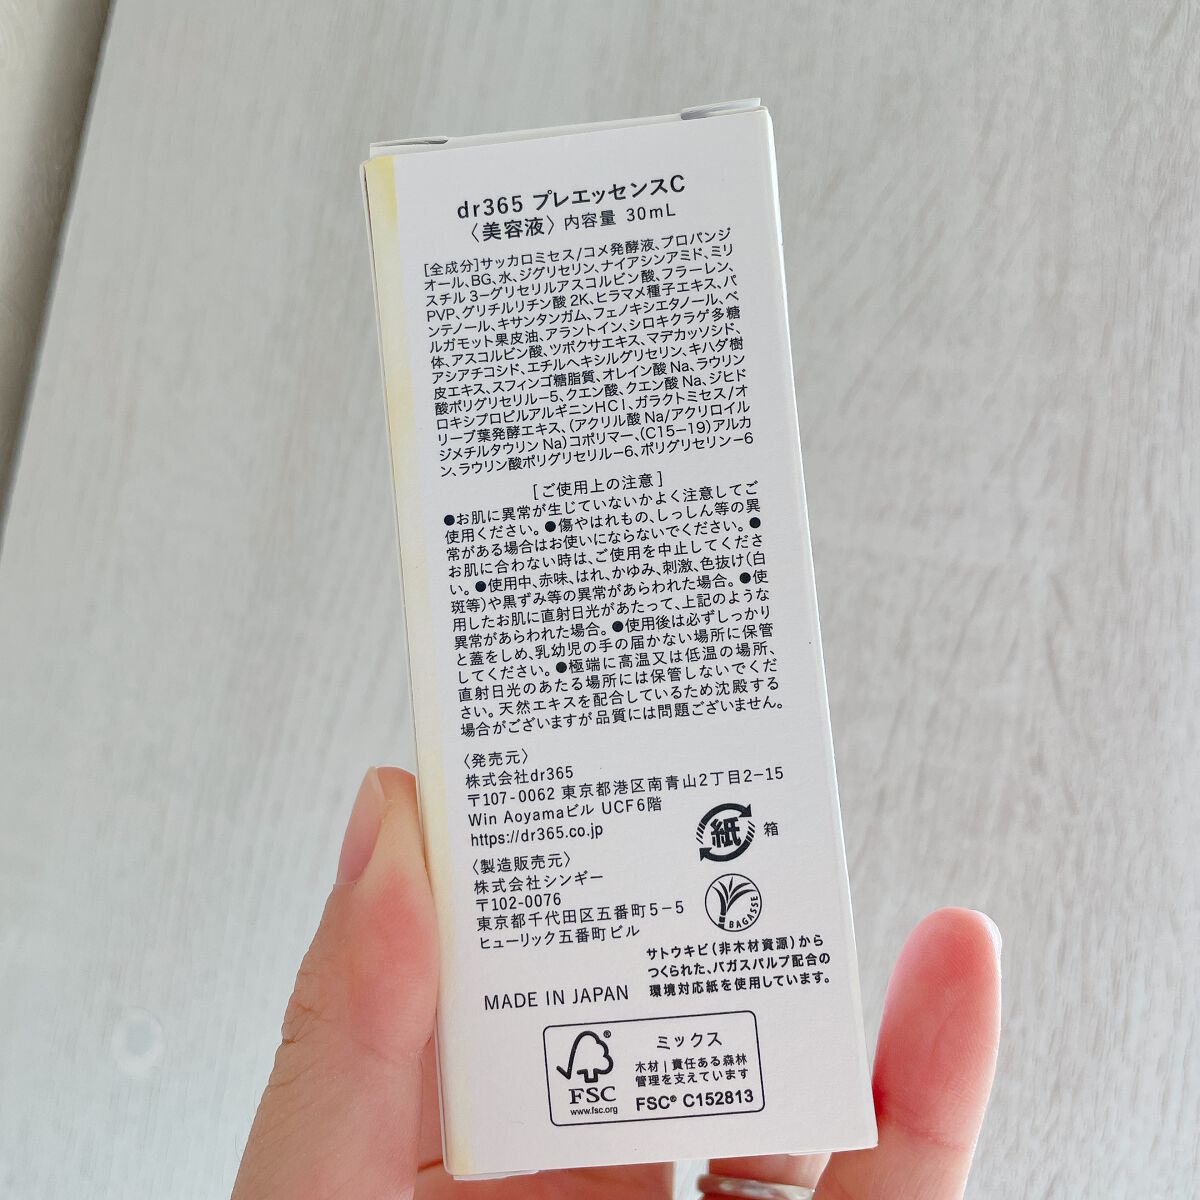 dr365 プレエッセンスC
〈美容液〉内容量 30mL
[全成分]サッカロミセス/コメ発酵液、プロパンジ
オール、BG、水、ジグリセリン、ナイアシンアミド、ミリ
スチル 3-グリセリルアスコルビン酸、フラーレン、
PVP、グリチルリチン酸 2K、ヒラマメ種子エキス、パ
ンテノール、キサンタンガム、フェノキシエタノール、ベ
ルガモット果皮油、アラントイン、シロキクラゲ多糖
体、アスコルビン酸、ツボクサエキス、マデカッソシド、
アシアチコシド、エチルヘキシルグリセリン、キハダ樹
皮エキス、スフィンゴ糖脂質、オレイン酸 Na、ラウリン
酸ポリグリセリル-5、クエン酸、クエン酸 Na、ジヒド
ロキシプロピルアルギニンHCl、ガラクトミセス/オ
リーブ葉発酵エキス、(アクリル酸 Na/アクリロイル
ジメチルタウリン Na)コポリマー、(C15-19)アルカ
ン、ラウリン酸ポリグリセリル-6、ポリグリセリン-6
[ご使用上の注意]
●お肌に異常が生じていないかよく注意してご
使用ください。●傷やはれもの、しっしん等の異
常がある場合はお使いにならないでください。●
お肌に合わない時は、ご使用を中止してくださ
い。●使用中、赤味、はれ、かゆみ、刺激、色抜け(白
斑等)や黒ずみ等の異常があらわれた場合。●使
用したお肌に直射日光があたって、上記のような
異常があらわれた場合。●使用後は必ずしっかり
と蓋をしめ、乳幼児の手の届かない場所に保管
してください。●極端に高温又は低温の場所、
直射日光のあたる場所には保管しないでくだ
さい。天然エキスを配合しているため沈殿する
場合がございますが品質には問題ございません。
〈発売元〉
株式会社dr365
〒107-0062 東京都港区南青山2丁目2-15
Win Aoyamaビル UCF6階
https://dr365.co.jp
〈製造販売元〉
株式会社シンギー
〒102-0076
東京都千代田区五番町5-5
ヒューリック五番町ビル
MADE IN JAPAN
紙 箱
BAGASSE
サトウキビ(非木材資源)から
つくられた、バガスパルプ配合の
環境対応紙を使用しています。
FSC®
www.fsc.org
ミックス
木材|責任ある森林
管理を支えています
FSC® C152813